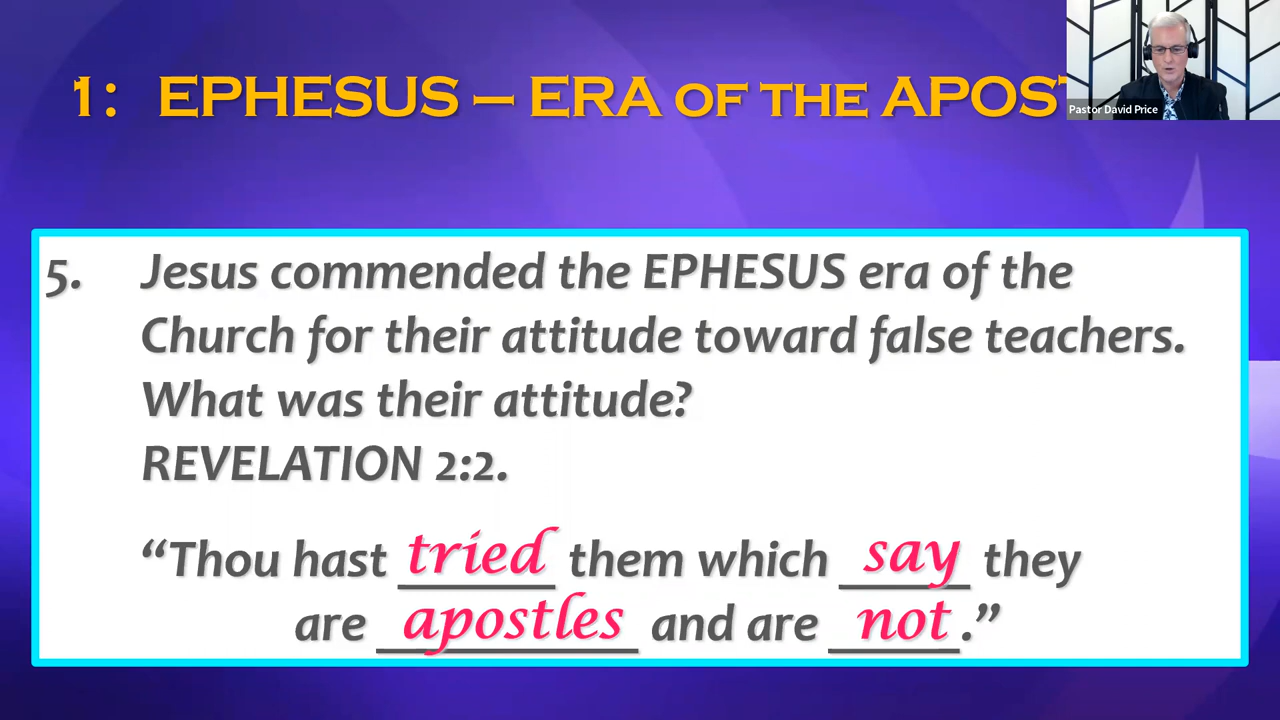 1: EPHESUS – ERA OF THE APOST
Pastor David Price
5. Jesus commended the EPHESUS era of the
Church for their attitude toward false teachers.
What was their attitude?
REVELATION 2:2.
“Thou hast tried them which say they
are apostles and are not.”